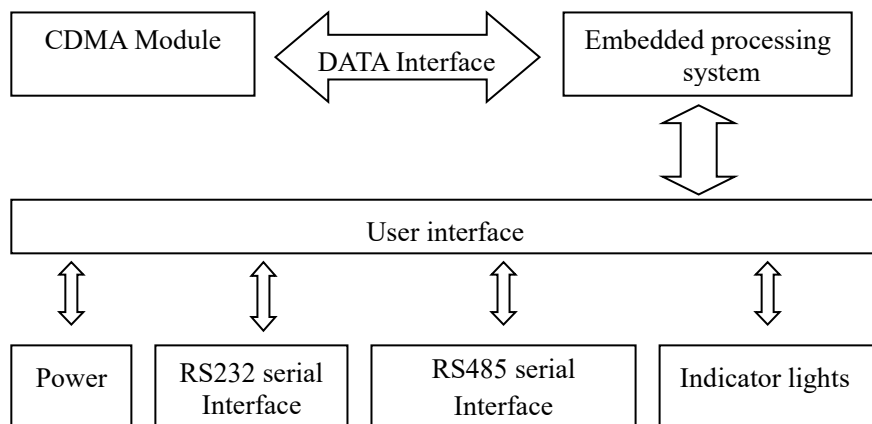 CDMA Module
DATA Interface
Embedded processing
system
User interface
Power
RS232 serial
Interface
RS485 serial
Interface
Indicator lights